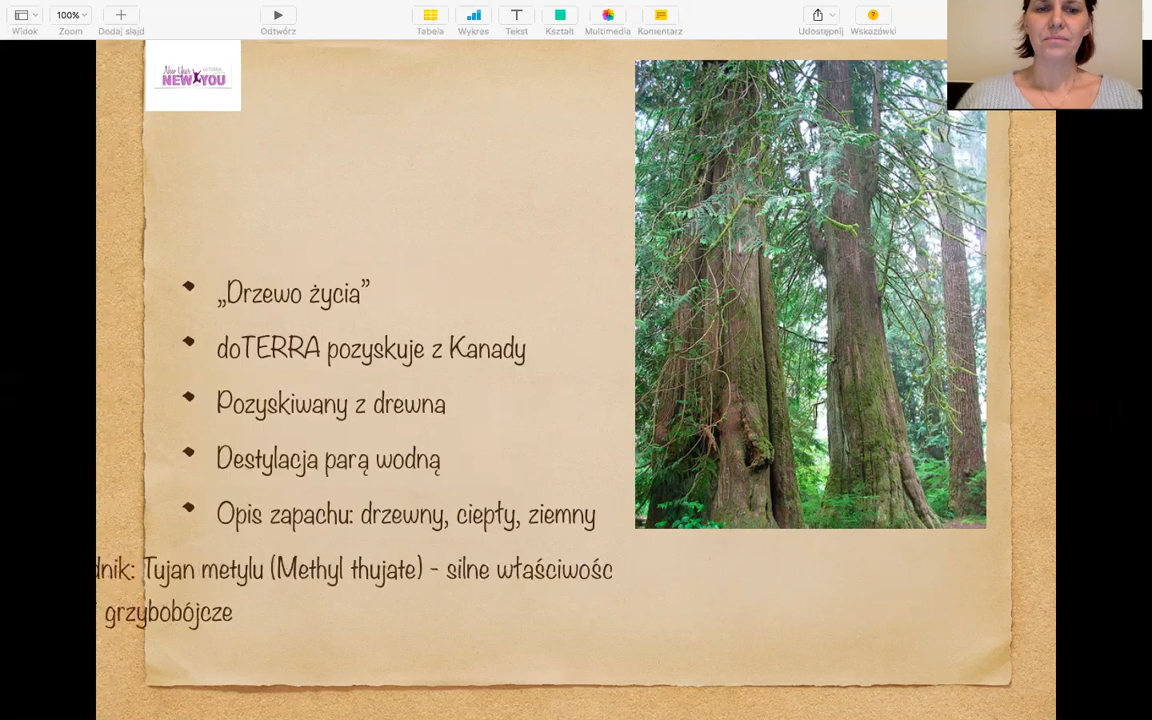 100%
Widok
Zoom
Dodaj slajd
Odtwórz
Tabela
Wykres
Tekst
Kształt
Multimedia
Komentarz
Udostępnij
Wskazówki
New Year
NEW YOU
„Drzewo życia”
doTERRA pozyskuje z Kanady
Pozyskiwany z drewna
Destylacja parą wodną
Opis zapachu: drzewny, ciepły, ziemny
dnik: Tujan metylu (Methyl thujate) - silne właściwośc
grzybobójcze